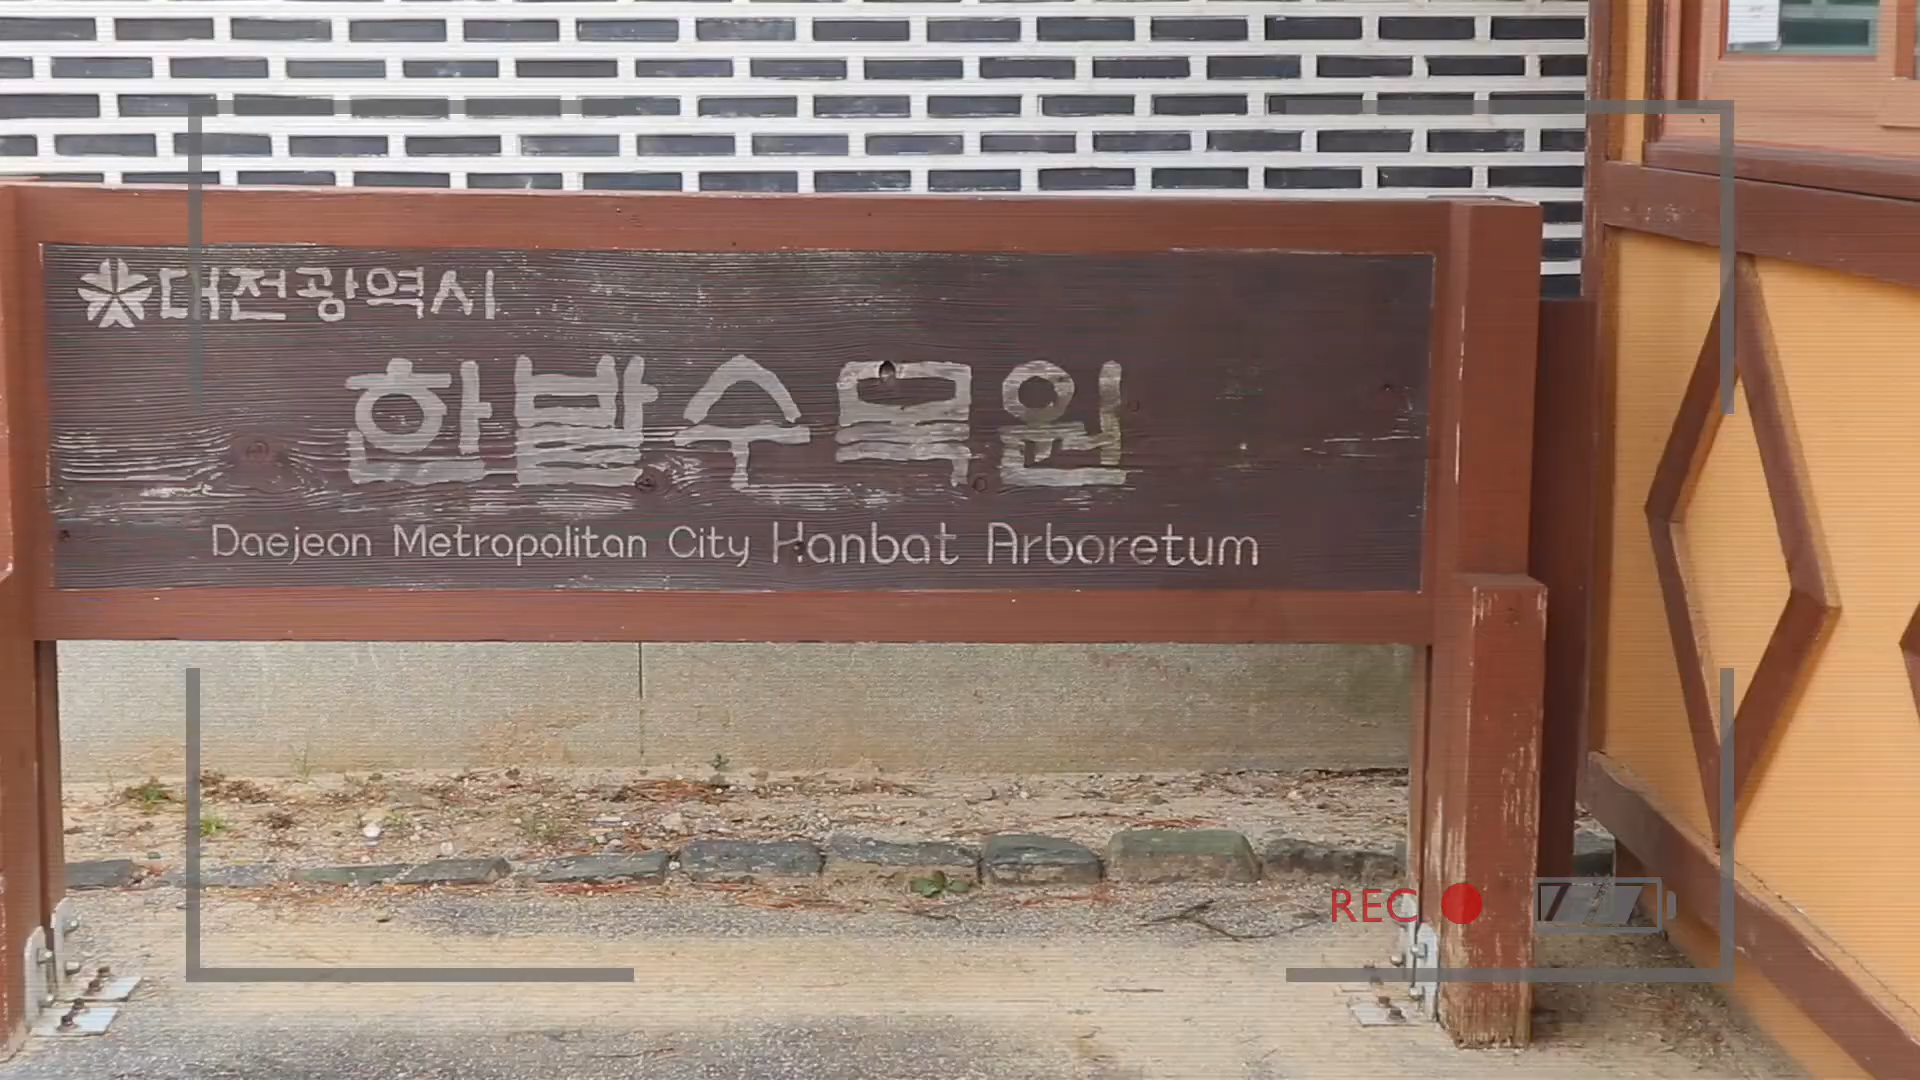 대전광역시
한밭수목원
Daejeon Metropolitan City Hanbat Arboretum
REC